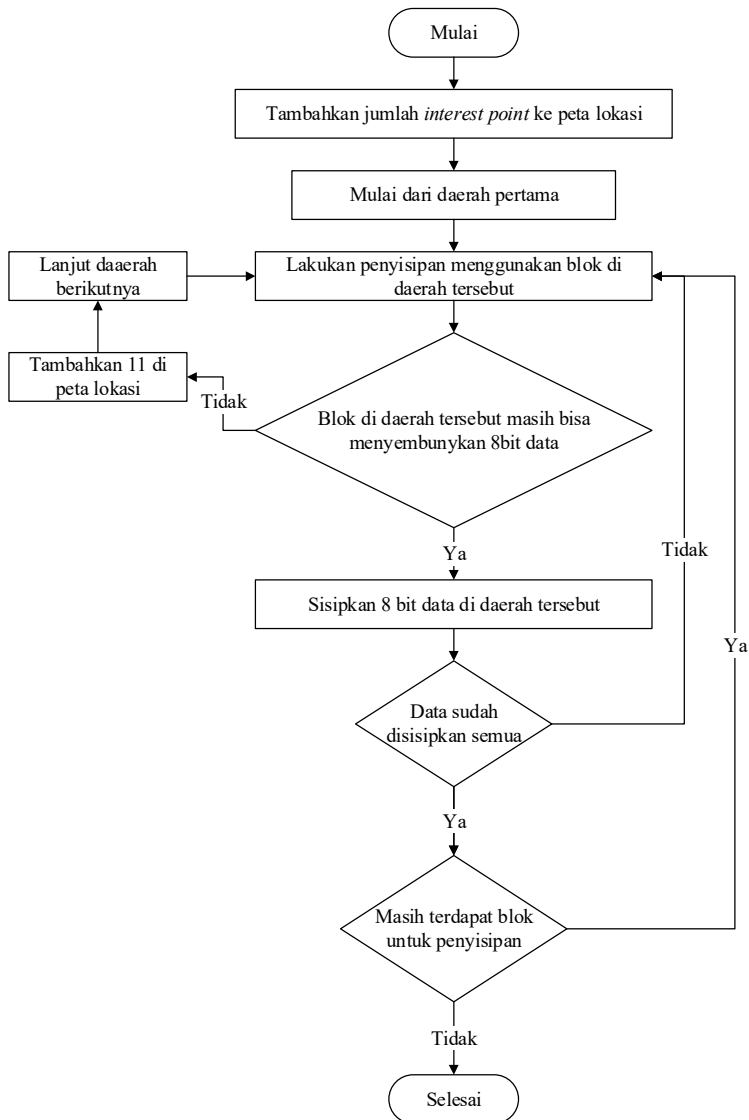 Mulai
Tambahkan jumlah interest point ke peta lokasi
Mulai dari daerah pertama
Lanjut daaerah
berikutnya
Lakukan penyisipan menggunakan blok di
daerah tersebut
Tambahkan 11 di
peta lokasi
Tidak
Blok di daerah tersebut masih bisa
menyembunykan 8bit data
Ya
Tidak
Sisipkan 8 bit data di daerah tersebut
Ya
Data sudah
disisipkan semua
Ya
Masih terdapat blok
untuk penyisipan
Tidak
Selesai